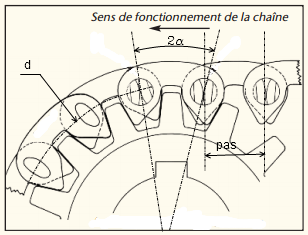 Sens de fonctionnement de la chaîne
2α
d
pas